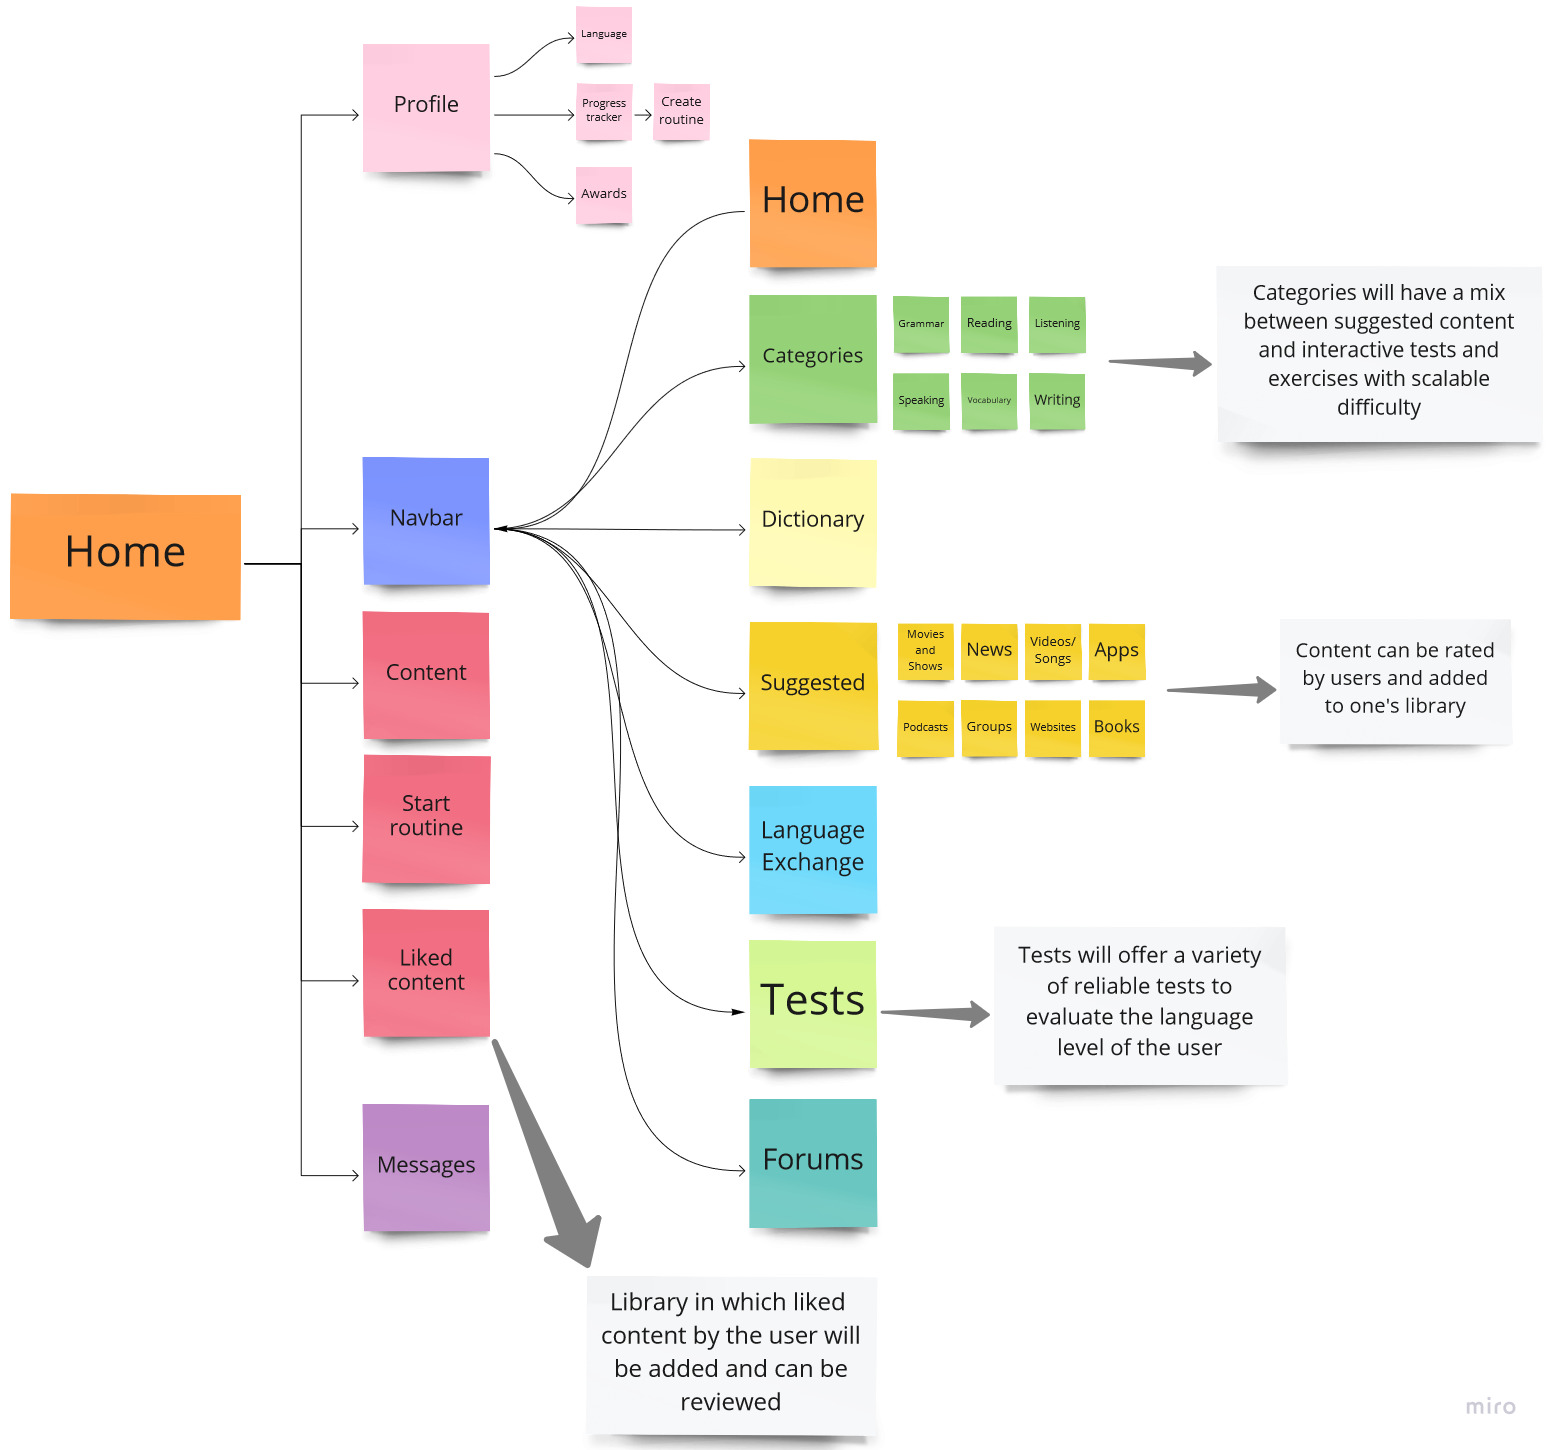 Language
Profile
Progress
tracker
Create
routine
Awards
Home
Categories
Grammar
Reading
Listening
Speaking
Vocabulary
Writing
Categories will have a mix
between suggested content
and interactive tests and
exercises with scalable
difficulty
Home
Navbar
Dictionary
Content
Suggested
Movies
and
Shows
News
Videos/
Songs
Apps
Podcasts
Groups
Websites
Books
Content can be rated
by users and added
to one's library
Start
routine
Language
Exchange
Liked
content
Tests
Tests will offer a variety
of reliable tests to
evaluate the language
level of the user
Messages
Forums
Library in which liked
content by the user will
be added and can be
reviewed
miro